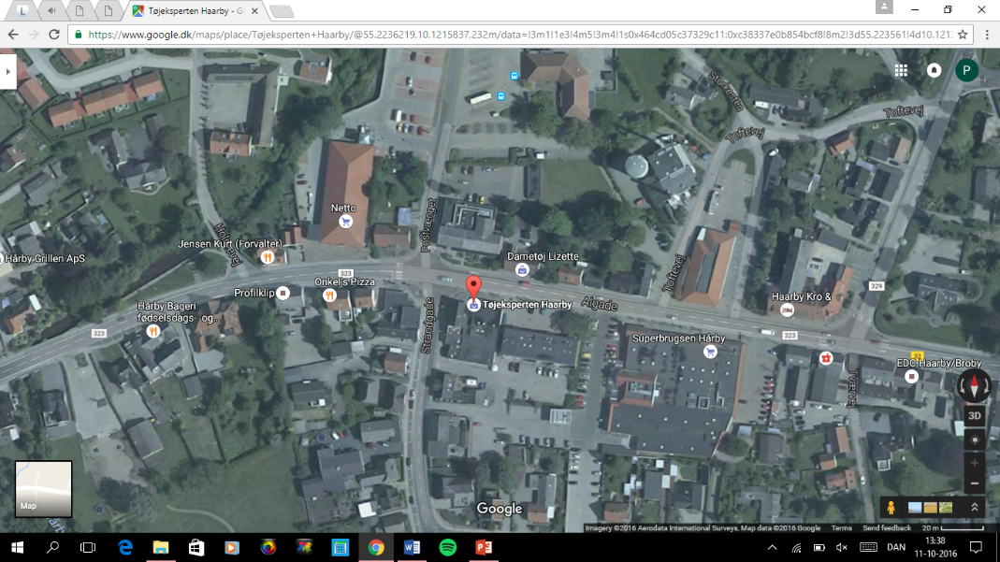 L
Tøjeksperten Haarby - Go
https://www.google.dk/maps/place/Tøjeksperten+Haarby/@55.2236219,10.1215837,232m/data=!3m1!1e3!4m5!3m4!1s0x464cd05c37329c11:0xc38337e0b854bcf8!8m2!3d55.223561!4d10.121
P
Storkesten
Toftevej
Toftevej
Netto
Postvænget
Jensen Kurt (Forvalter)
Hårby Grillen ApS
Dametøj Lizette
Toftevej
323
Onkel's Pizza
329
Profilklip
Tøjeksperten Haarby
Algade
Haarby Kro &
Hårby Bageri
fødselsdags- og...
323
Strandgade
323
Superbrugsen Hårby
EDC Haarby/Broby
Tværvej
3D
Map
Google
Imagery ©2016 Aerodata International Surveys, Map data ©2016 Google
Terms
Send feedback
20 m
DAN
13:38
11-10-2016